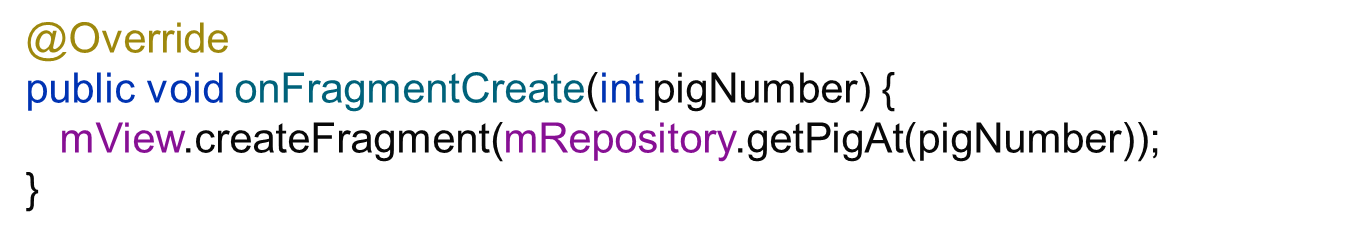 @Override
public void onFragmentCreate(int pigNumber) {
mView.createFragment(mRepository.getPigAt(pigNumber));
}